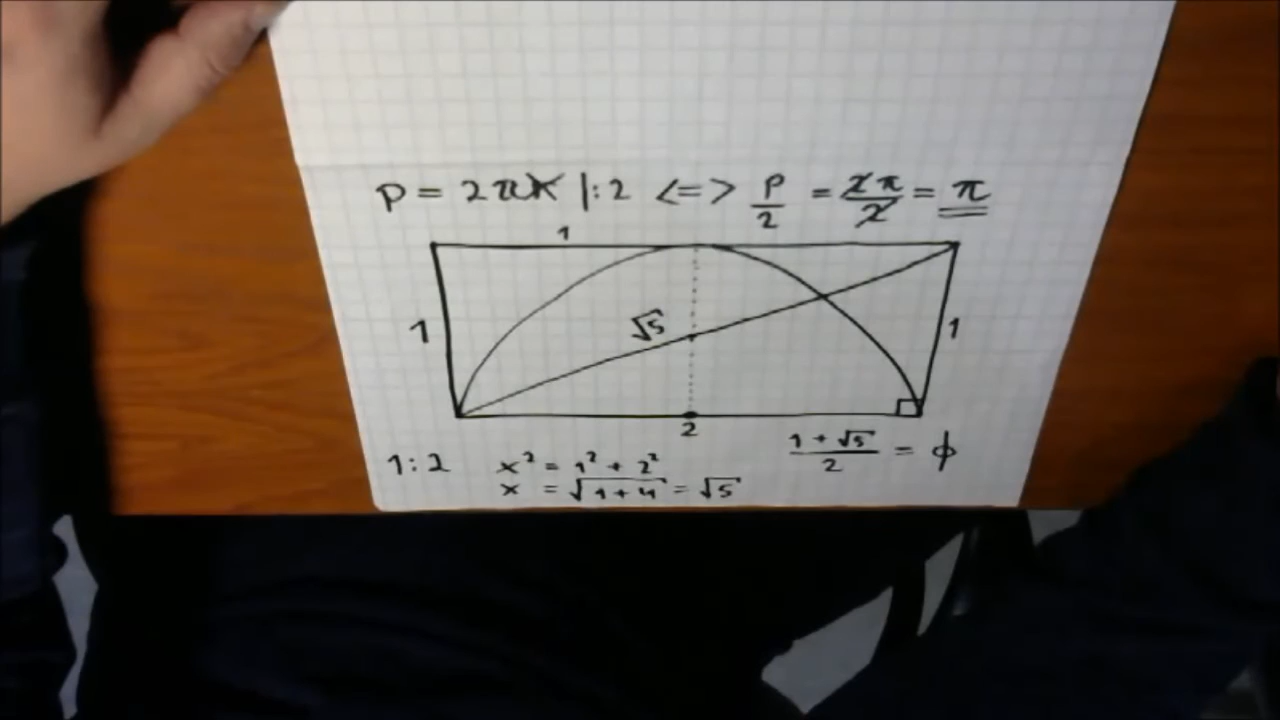 p = 2πr |:2 <=> p/2 = 2π/2 = π
1
1 √5 1
2
1:2 x² = 1² + 2² (1 + √5)/2 = ϕ
x = √(1+4) = √5